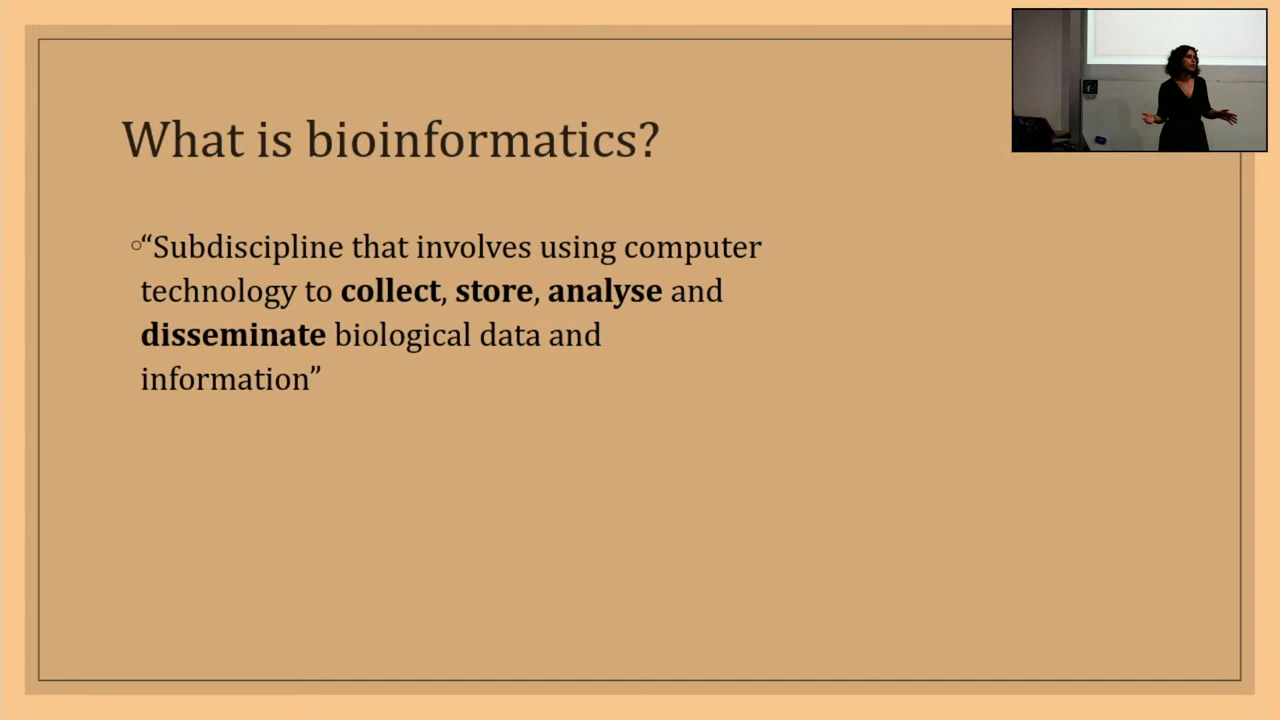 What is bioinformatics?
“Subdiscipline that involves using computer
technology to collect, store, analyse and
disseminate biological data and
information”